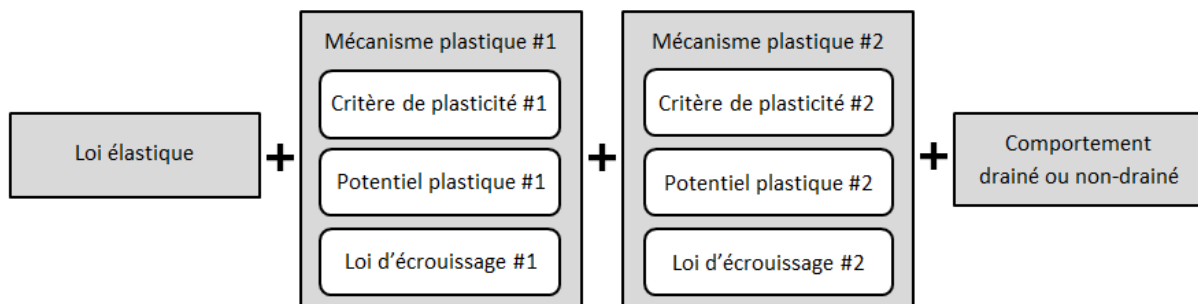 Loi élastique
+
Mécanisme plastique #1
Critère de plasticité #1
Potentiel plastique #1
Loi d'écrouissage #1
+
Mécanisme plastique #2
Critère de plasticité #2
Potentiel plastique #2
Loi d'écrouissage #2
+
Comportement
drainé ou non-drainé